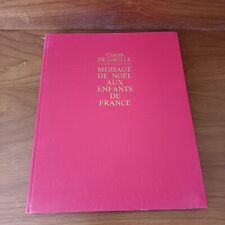 Charles
DE GAULLE
MESSAGE
DE NOËL
AUX
ENFANTS
DE
FRANCE